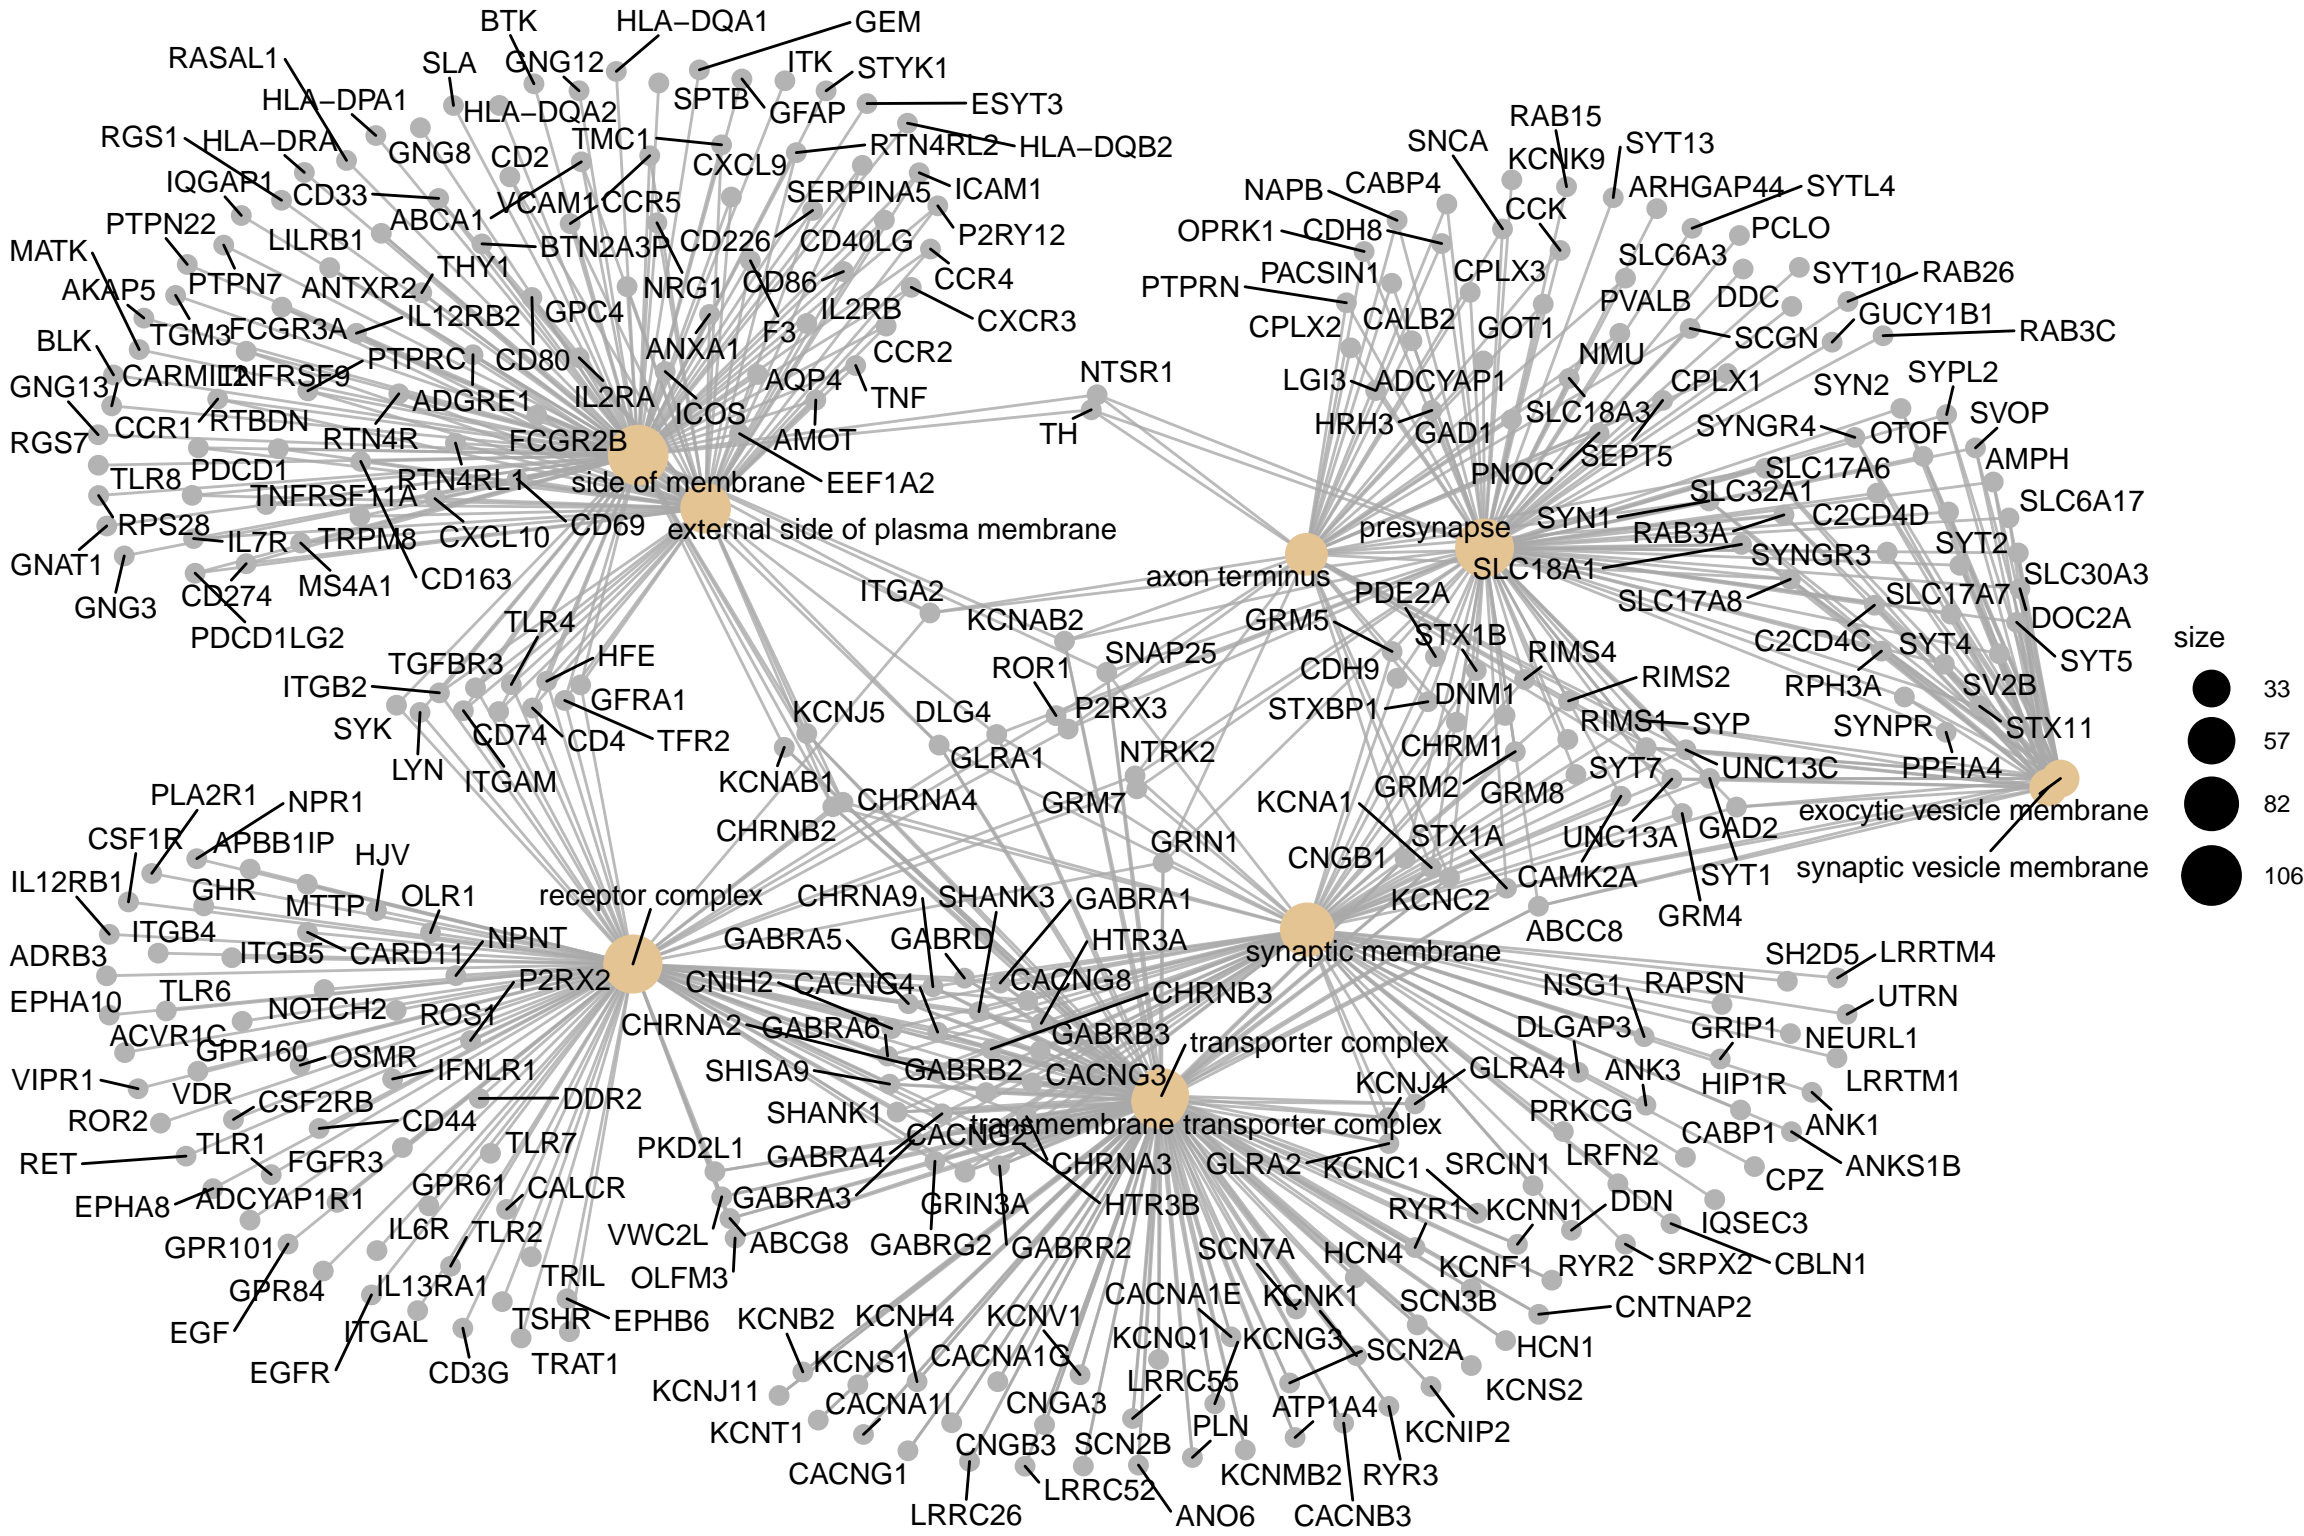 BTK
HLA−DQA1
GEM
RASAL1
SLA
GNG12
ITK
STYK1
HLA−DPA1
HLA−DQA2
SPTB
GFAP
ESYT3
RGS1
HLA−DRA
GNG8
CD2
TMC1
CXCL9
RTN4RL2
HLA−DQB2
IQGAP1
CD33
ABCA1
VCAM1
CCR5
SERPINA5
ICAM1
PTPN22
LILRB1
BTN2A3P
CD226
CD40LG
P2RY12
MATK
AKAP5
PTPN7
ANTXR2
THY1
NRG1
CD86
CCR4
TGM3
FCGR3A
IL12RB2
GPC4
F3
IL2RB
CXCR3
BLK
CARMIL2
TNFRSF9
PTPRC
CD80
ANXA1
CCR2
GNG13
CCR1
RTBDN
ADGRE1
IL2RA
ICOS
AQP4
TNF
RGS7
RTN4R
FCGR2B
AMOT
TLR8
PDCD1
RTN4RL1
side of membrane
EEF1A2
TNFRSF11A
RPS28
IL7R
TRPM8
CXCL10
CD69
external side of plasma membrane
GNAT1
GNG3
CD274
MS4A1
CD163
PDCD1LG2
NTSR1
TH
RAB15
SNCA
KCNK9
SYT13
NAPB
CABP4
ARHGAP44
SYTL4
OPRK1
CDH8
CCK
PCLO
PTPRN
PACSIN1
CPLX3
SLC6A3
SYT10
RAB26
CPLX2
CALB2
GOT1
PVALB
DDC
GUCY1B1
NMU
SCGN
RAB3C
LGI3
ADCYAP1
CPLX1
SYN2
SYPL2
HRH3
GAD1
SLC18A3
SYNGR4
OTOF
SVOP
PNOC
SEPT5
SLC17A6
AMPH
SLC32A1
SLC6A17
presynapse
SYN1
RAB3A
C2CD4D
axon terminus
SLC18A1
SYNGR3
SYT2
SLC30A3
PDE2A
SLC17A8
SLC17A7
DOC2A
ITGA2
KCNAB2
GRM5
STX1B
C2CD4C
SYT4
SYT5
TLR4
SNAP25
RIMS4
TGFBR3
HFE
ROR1
CDH9
RIMS2
RPH3A
SV2B
ITGB2
GFRA1
DNM1
SYK
CD74
CD4
TFR2
KCNJ5
DLG4
P2RX3
STXBP1
RIMS1
SYP
SYNPR
STX11
LYN
ITGAM
KCNAB1
GLRA1
NTRK2
CHRM1
SYT7
UNC13C
PPFIA4
CHRNA4
GRM7
GRM2
GRM8
exocytic vesicle membrane
CHRNB2
KCNA1
STX1A
UNC13A
GAD2
GRIN1
CNGB1
CAMK2A
SYT1
synaptic vesicle membrane
KCNC2
GRM4
ABCC8
PLA2R1
NPR1
CSF1R
APBB1IP
HJV
IL12RB1
GHR
MTTP
OLR1
receptor complex
CHRNA9
SHANK3
GABRA1
ITGB4
ITGB5
CARD11
NPNT
GABRA5
GABRD
HTR3A
synaptic membrane
ADRB3
P2RX2
CNIH2
CACNG4
CACNG8
CHRNB3
EPHA10
TLR6
NOTCH2
ROS1
CHRNA2
GABRA6
GABRB3
ACVR1C
GPR160
OSMR
IFNLR1
SHISA9
GABRB2
CACNG3
transporter complex
VIPR1
VDR
CSF2RB
DDR2
SHANK1
KCNJ4
GLRA4
ROR2
CD44
CACNG2
transmembrane transporter complex
RET
TLR1
FGFR3
TLR7
PKD2L1
GABRA4
CHRNA3
GLRA2
EPHA8
ADCYAP1R1
GPR61
CALCR
GABRA3
GRIN3A
HTR3B
GPR101
IL6R
TLR2
VWC2L
ABCG8
GABRG2
GABRR2
GPR84
IL13RA1
TRIL
OLFM3
EGF
ITGAL
TSHR
EPHB6
EGFR
CD3G
TRAT1
SH2D5
LRRTM4
NSG1
RAPSN
UTRN
DLGAP3
GRIP1
NEURL1
ANK3
HIP1R
LRRTM1
PRKCG
CABP1
ANK1
KCNC1
SRCIN1
LRFN2
CPZ
ANKS1B
RYR1
KCNN1
DDN
IQSEC3
SCN7A
HCN4
KCNF1
RYR2
SRPX2
CBLN1
CACNA1E
KCNK1
SCN3B
CNTNAP2
KCNB2
KCNH4
KCNV1
KCNQ1
KCNG3
SCN2A
HCN1
KCNS1
CACNA1G
LRRC55
KCNS2
KCNJ11
CACNA1I
CNGA3
ATP1A4
KCNIP2
KCNT1
CNGB3
SCN2B
PLN
CACNG1
LRRC52
KCNMB2
RYR3
LRRC26
ANO6
CACNB3
size
33
57
82
106